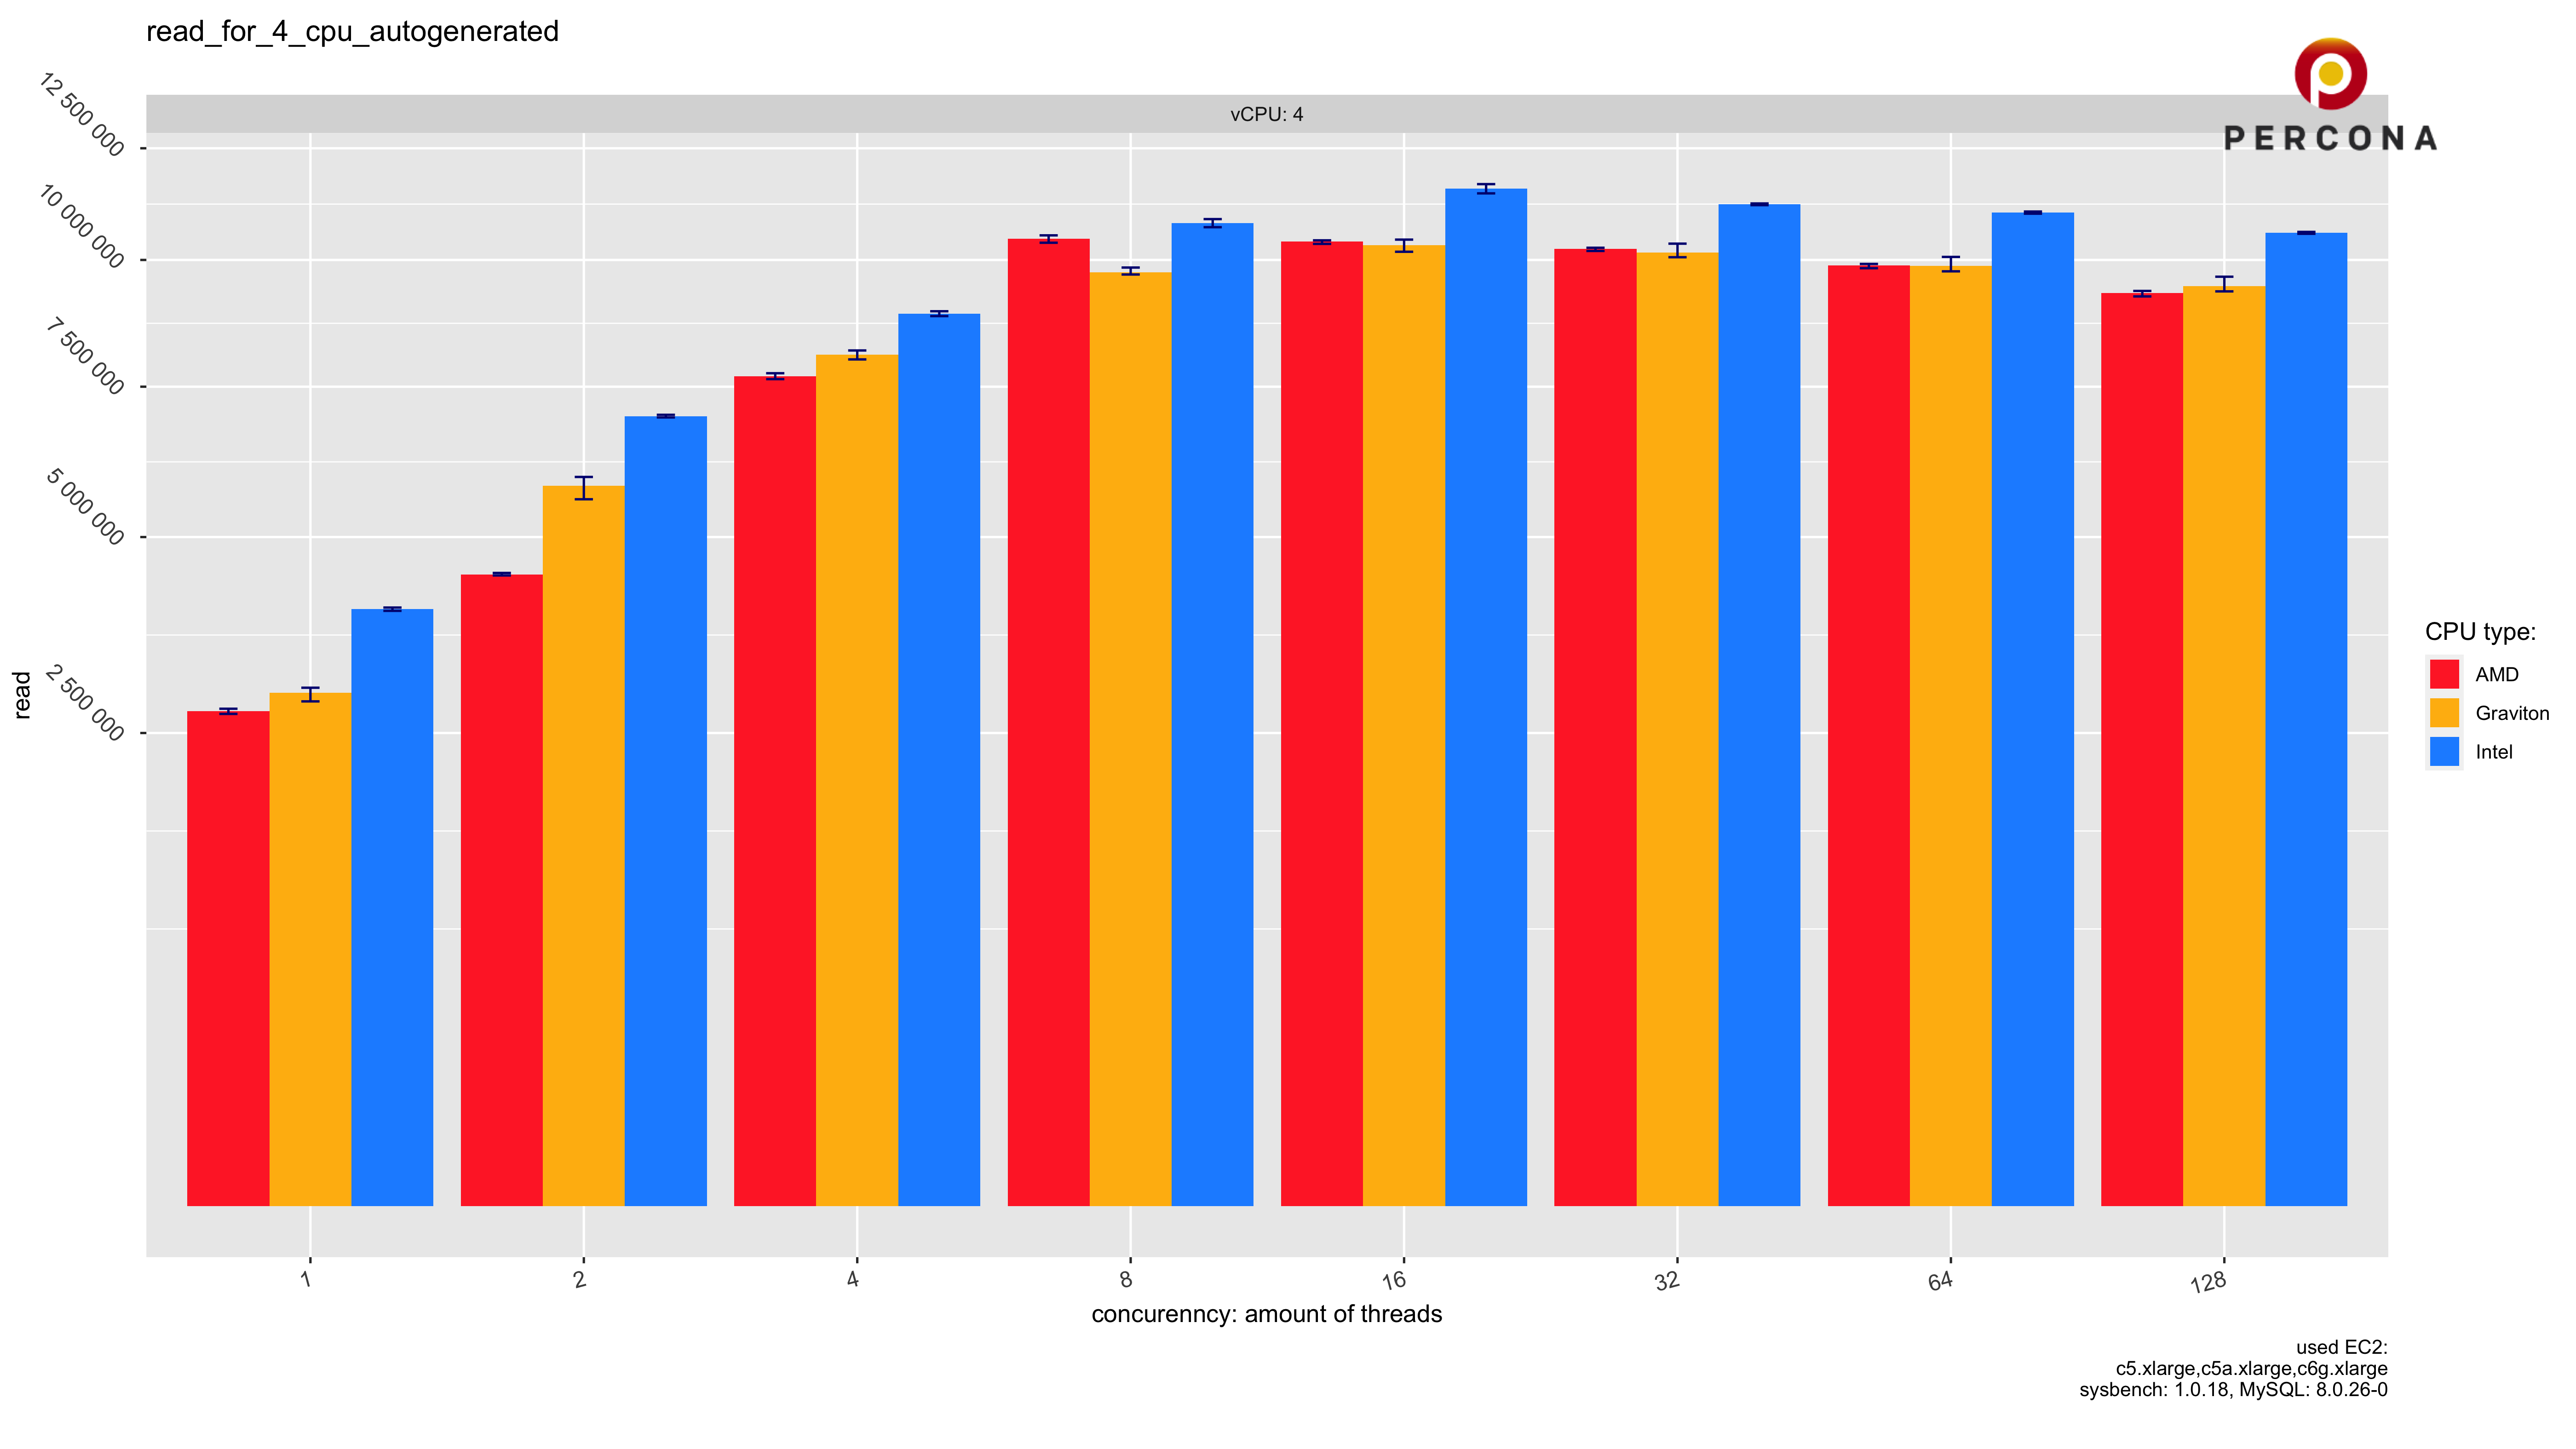 read_for_4_cpu_autogenerated
PERCONA
vCPU: 4
12 500 000
10 000 000
7 500 000
5 000 000
2 500 000
read
CPU type:
AMD
Graviton
Intel
1
2
4
8
16
32
64
128
concurenncy: amount of threads
used EC2:
c5.xlarge,c5a.xlarge,c6g.xlarge
sysbench: 1.0.18, MySQL: 8.0.26-0